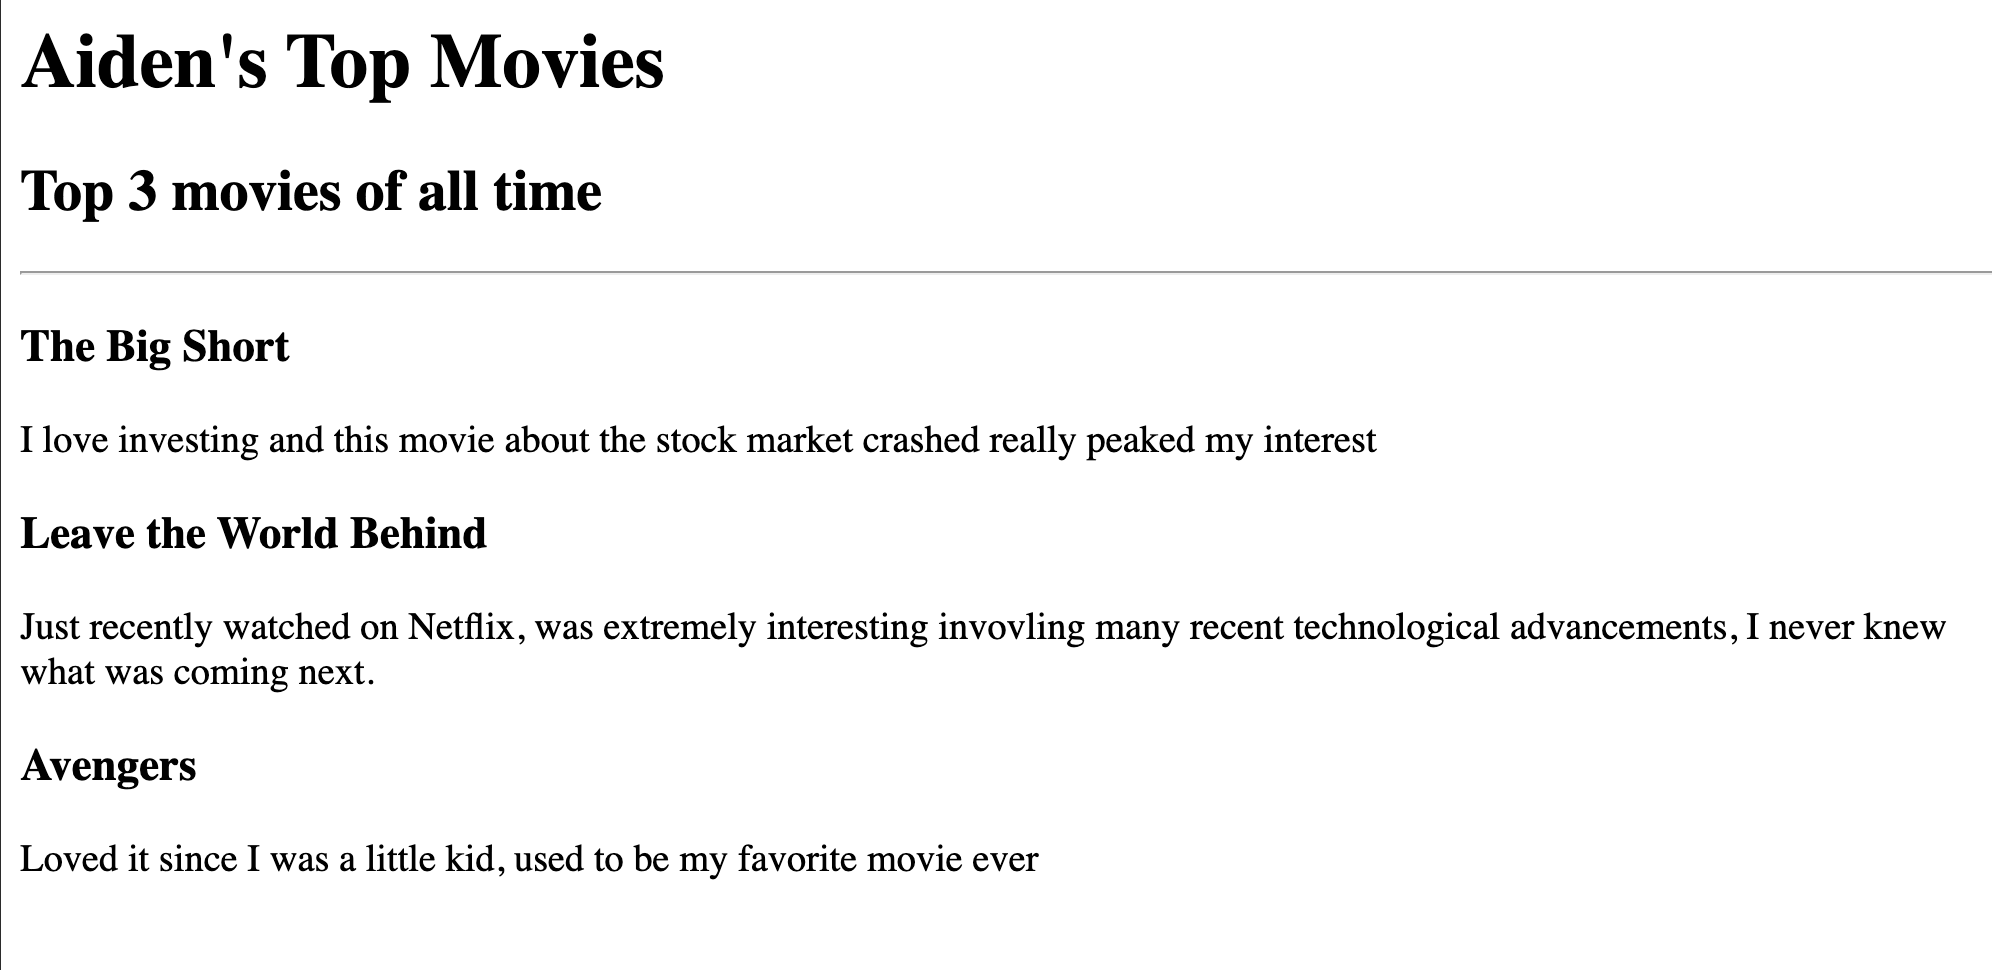 Aiden's Top Movies
Top 3 movies of all time
The Big Short
I love investing and this movie about the stock market crashed really peaked my interest
Leave the World Behind
Just recently watched on Netflix, was extremely interesting invovling many recent technological advancements, I never knew
what was coming next.
Avengers
Loved it since I was a little kid, used to be my favorite movie ever